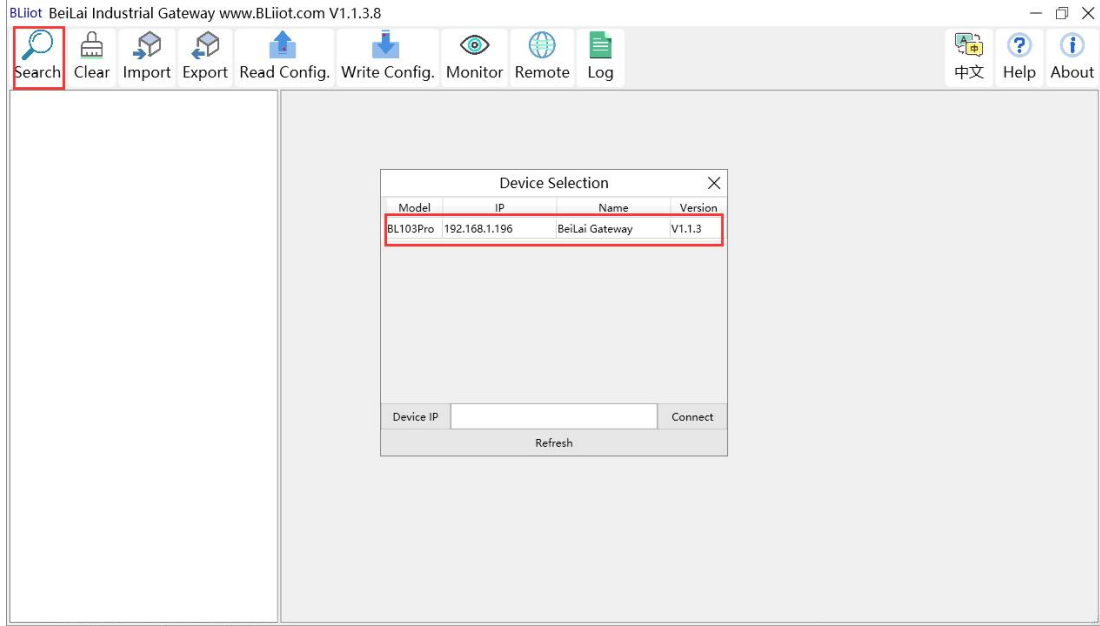 BLiiot BeiLai Industrial Gateway www.BLiiot.com V1.1.3.8
Search Clear Import Export Read Config. Write Config. Monitor Remote Log 中文 Help About
Device Selection
Model IP Name Version
BL103Pro 192.168.1.196 BeiLai Gateway V1.1.3
Device IP Connect
Refresh